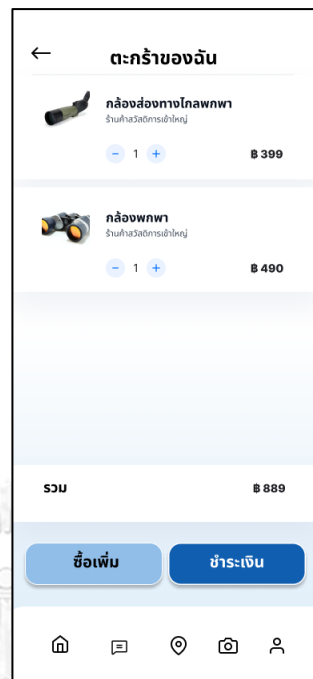 ตะกร้าของฉัน
กล้องส่องทางไกลพกพา
ร้านค้าสวัสดิการเขาใหญ่
- 1 +
฿ 399
กล้องพกพา
ร้านค้าสวัสดิการเขาใหญ่
- 1 +
฿ 490
รวม
฿ 889
ซื้อเพิ่ม
ชำระเงิน